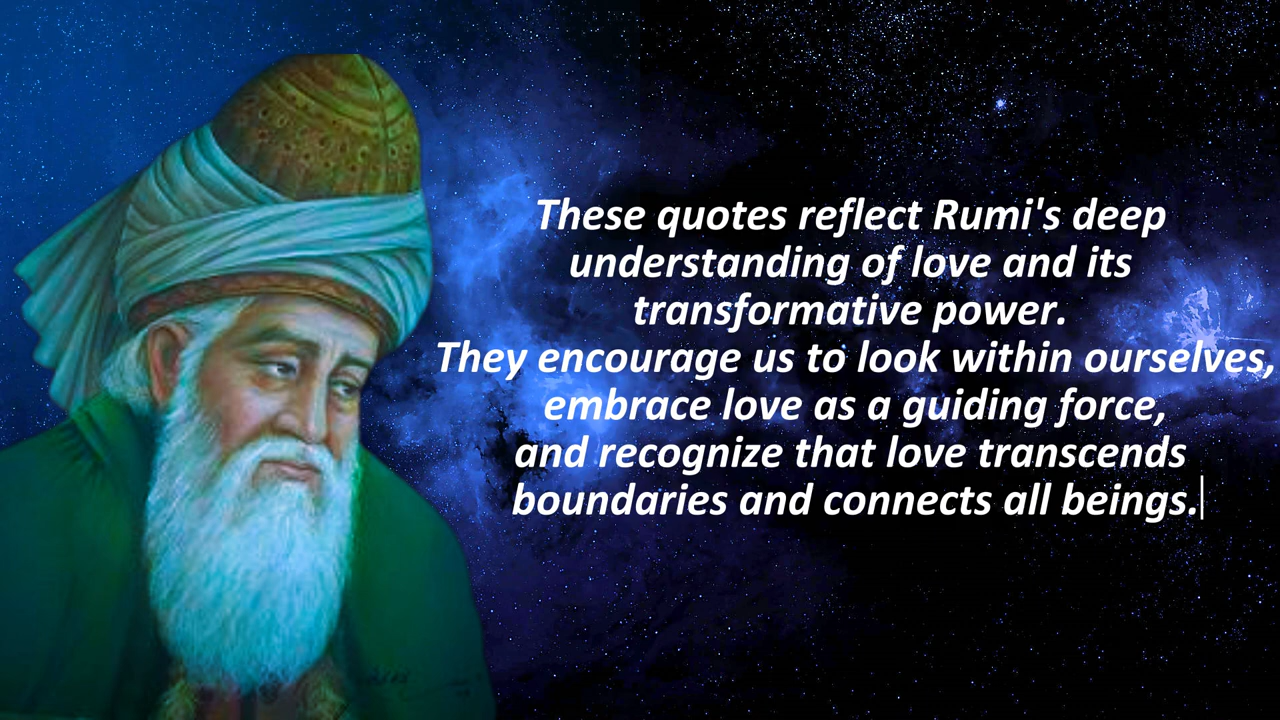 These quotes reflect Rumi's deep
understanding of love and its
transformative power.
They encourage us to look within ourselves,
embrace love as a guiding force,
and recognize that love transcends
boundaries and connects all beings.